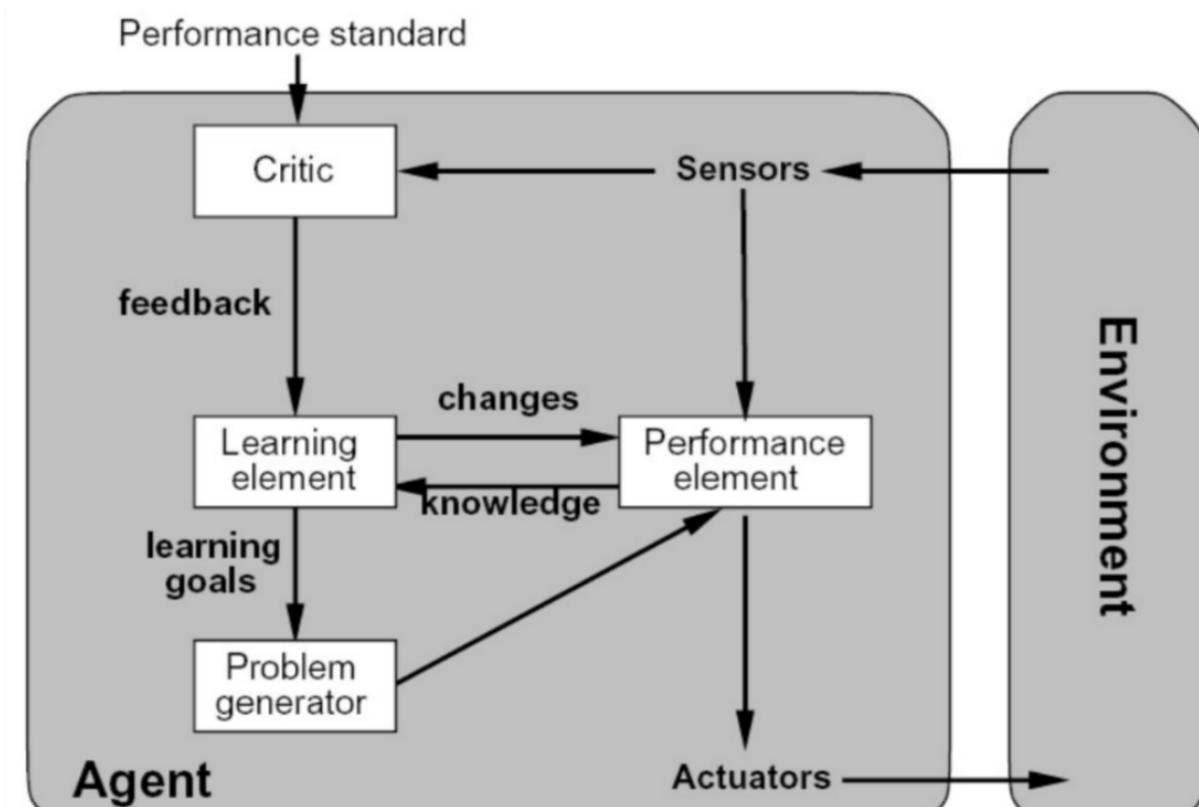 Performance standard
Critic
Sensors
feedback
changes
Learning
element
Performance
element
knowledge
learning
goals
Problem
generator
Agent
Actuators
Environment